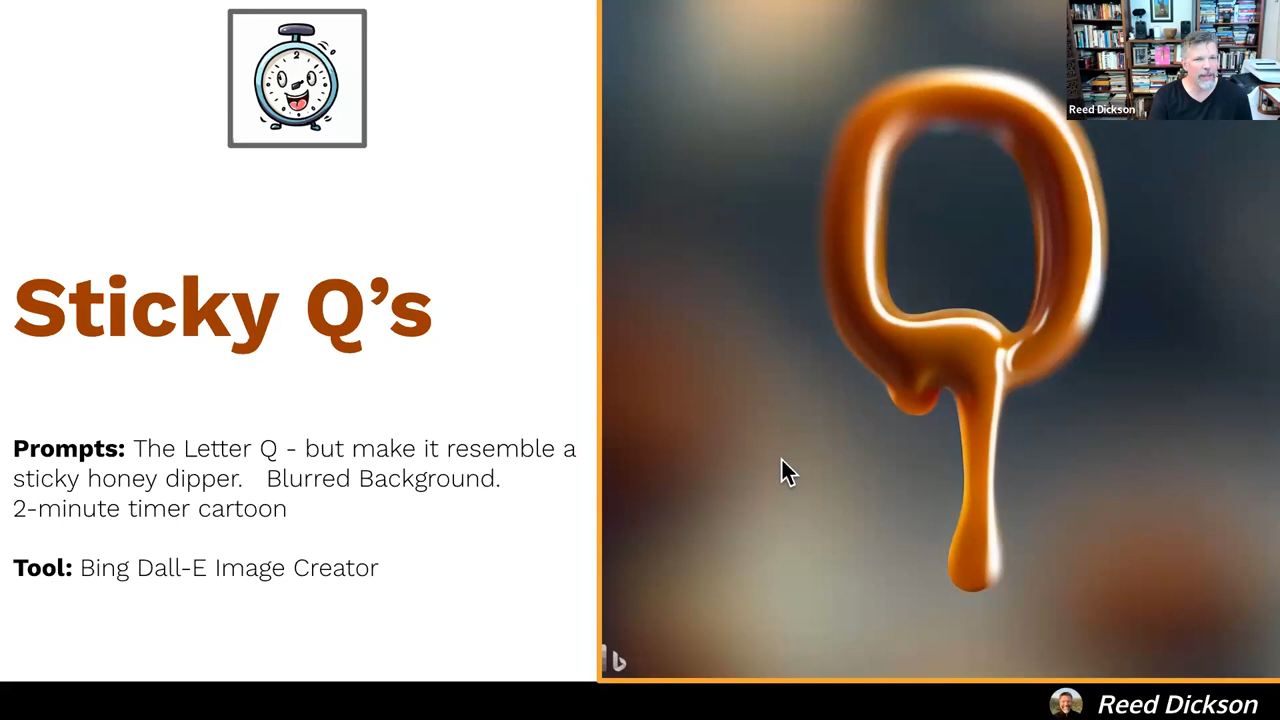 2
Sticky Q’s
Prompts: The Letter Q - but make it resemble a
sticky honey dipper. Blurred Background.
2-minute timer cartoon
Tool: Bing Dall-E Image Creator
Q
Reed Dickson
b
Reed Dickson